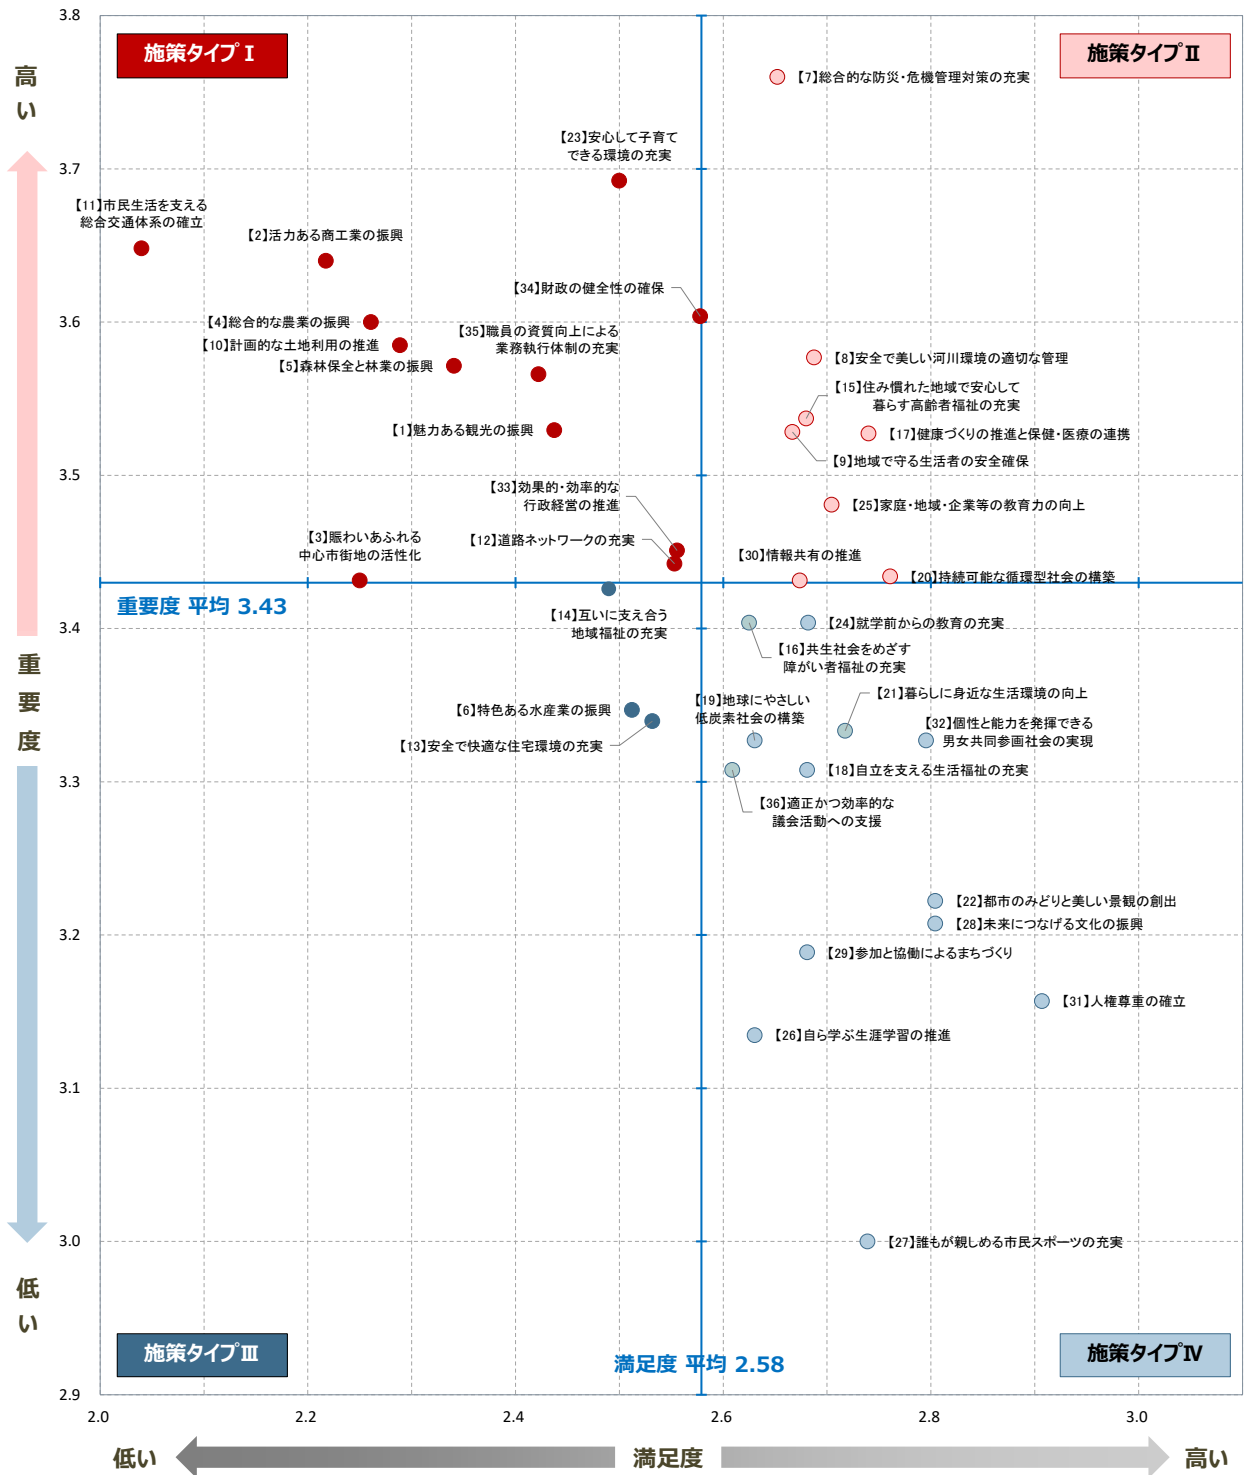 3.8
施策タイプⅠ
施策タイプⅡ
高い
【7】総合的な防災・危機管理対策の充実
【23】安心して子育て
できる環境の充実
3.7
【11】市民生活を支える
総合交通体系の確立
【2】活力ある商工業の振興
【34】財政の健全性の確保
3.6
【4】総合的な農業の振興
【35】職員の資質向上による
業務執行体制の充実
【10】計画的な土地利用の推進
【5】森林保全と林業の振興
【8】安全で美しい河川環境の適切な管理
【15】住み慣れた地域で安心して
暮らす高齢者福祉の充実
【1】魅力ある観光の振興
【17】健康づくりの推進と保健・医療の連携
【9】地域で守る生活者の安全確保
3.5
【33】効果的・効率的な
行政経営の推進
【25】家庭・地域・企業等の教育力の向上
【3】賑わいあふれる
中心市街地の活性化
【12】道路ネットワークの充実
【30】情報共有の推進
【20】持続可能な循環型社会の構築
重要度 平均 3.43
【14】互いに支え合う
地域福祉の充実
3.4
【24】就学前からの教育の充実
【16】共生社会をめざす
障がい者福祉の充実
重要度
【19】地球にやさしい
低炭素社会の構築
【21】暮らしに身近な生活環境の向上
【6】特色ある水産業の振興
【32】個性と能力を発揮できる
男女共同参画社会の実現
【13】安全で快適な住宅環境の充実
【18】自立を支える生活福祉の充実
3.3
【36】適正かつ効率的な
議会活動への支援
【22】都市のみどりと美しい景観の創出
【28】未来につなげる文化の振興
3.2
【29】参加と協働によるまちづくり
【31】人権尊重の確立
【26】自ら学ぶ生涯学習の推進
3.1
3.0
【27】誰もが親しめる市民スポーツの充実
低い
施策タイプⅢ
満足度 平均 2.58
施策タイプⅣ
2.9
2.0
2.2
2.4
2.6
2.8
3.0
低い
満足度
高い